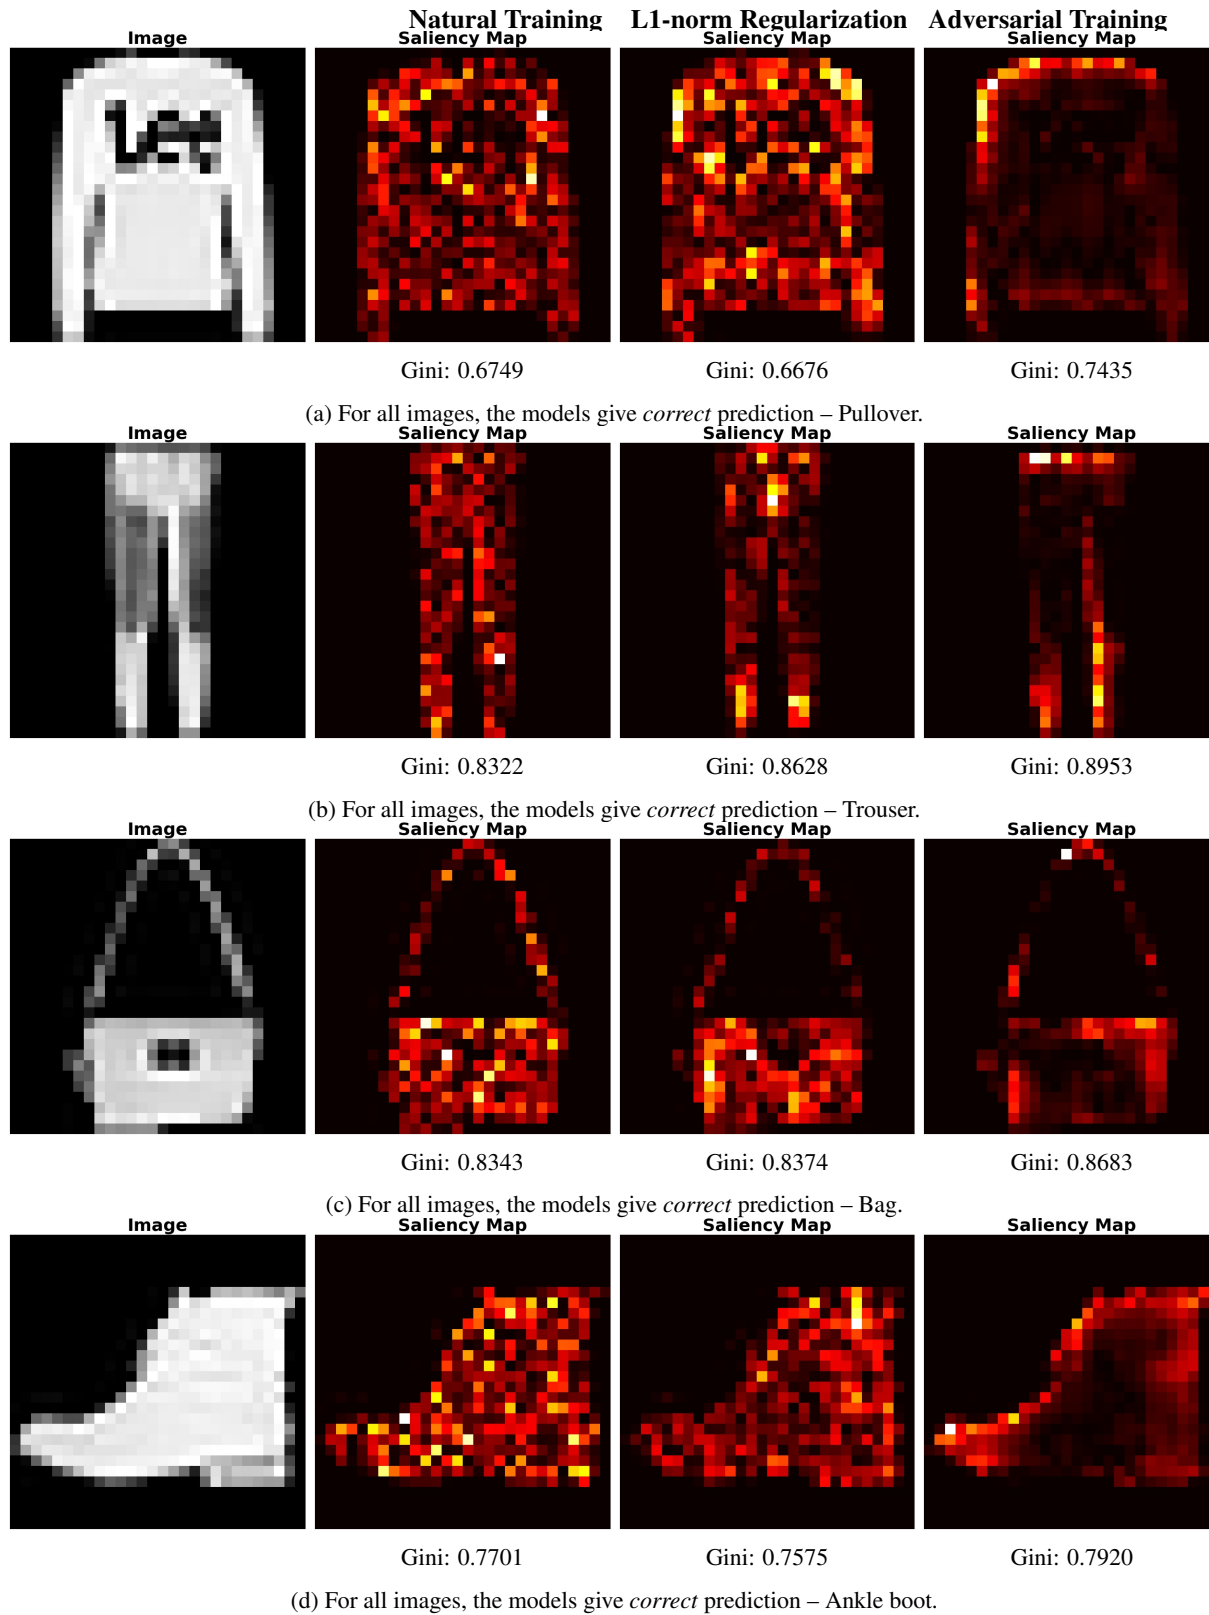 Natural Training L1-norm Regularization Adversarial Training
Image Saliency Map Saliency Map Saliency Map
Gini: 0.6749 Gini: 0.6676 Gini: 0.7435
(a) For all images, the models give correct prediction – Pullover.
Image Saliency Map Saliency Map Saliency Map
Gini: 0.8322 Gini: 0.8628 Gini: 0.8953
(b) For all images, the models give correct prediction – Trouser.
Image Saliency Map Saliency Map Saliency Map
Gini: 0.8343 Gini: 0.8374 Gini: 0.8683
(c) For all images, the models give correct prediction – Bag.
Image Saliency Map Saliency Map Saliency Map
Gini: 0.7701 Gini: 0.7575 Gini: 0.7920
(d) For all images, the models give correct prediction – Ankle boot.